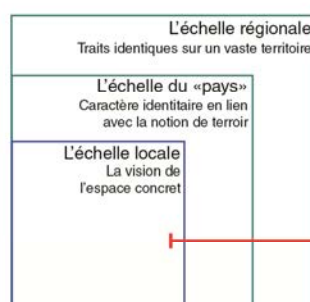 L'échelle régionale
Traits identiques sur un vaste territoire
L'échelle du «pays»
Caractère identitaire en lien
avec la notion de terroir
L'échelle locale
La vision de
l'espace concret